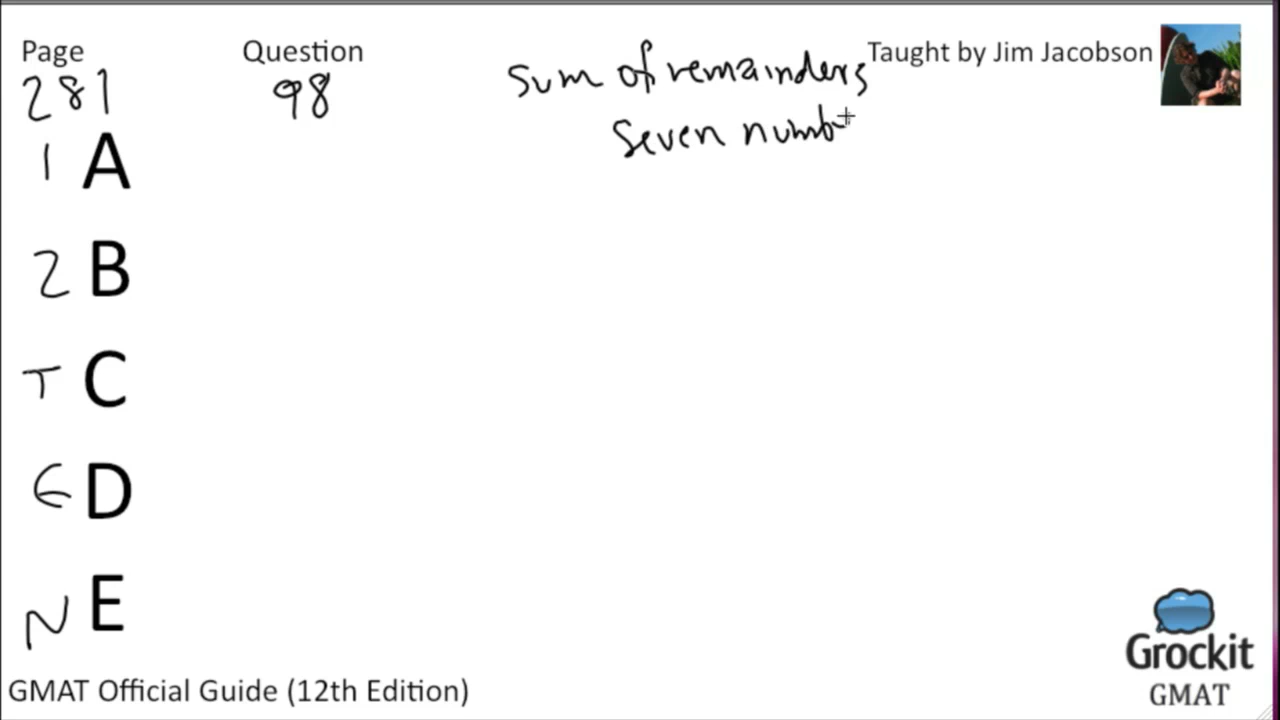 Page Question
281 98
sum of remainders
Taught by Jim Jacobson
seven numb
1 A
2 B
T C
E D
N E
GMAT Official Guide (12th Edition)
Grockit
GMAT